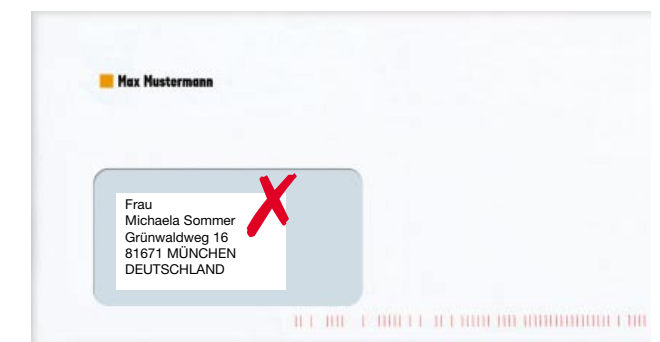 Max Mustermann
Frau
Michaela Sommer
Grünwaldweg 16
81671 MÜNCHEN
DEUTSCHLAND